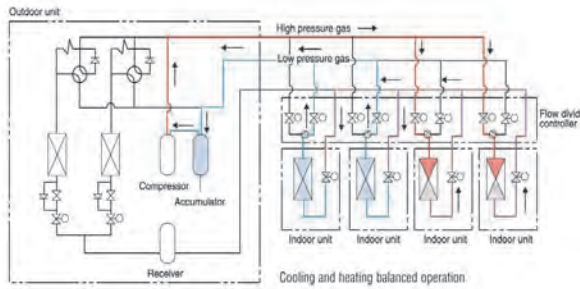 Outdoor unit
High pressure gas
Low pressure gas
Flow divid
controller
Compressor
Accumulator
Indoor unit
Indoor unit
Indoor unit
Indoor unit
Receiver
Cooling and heating balanced operation